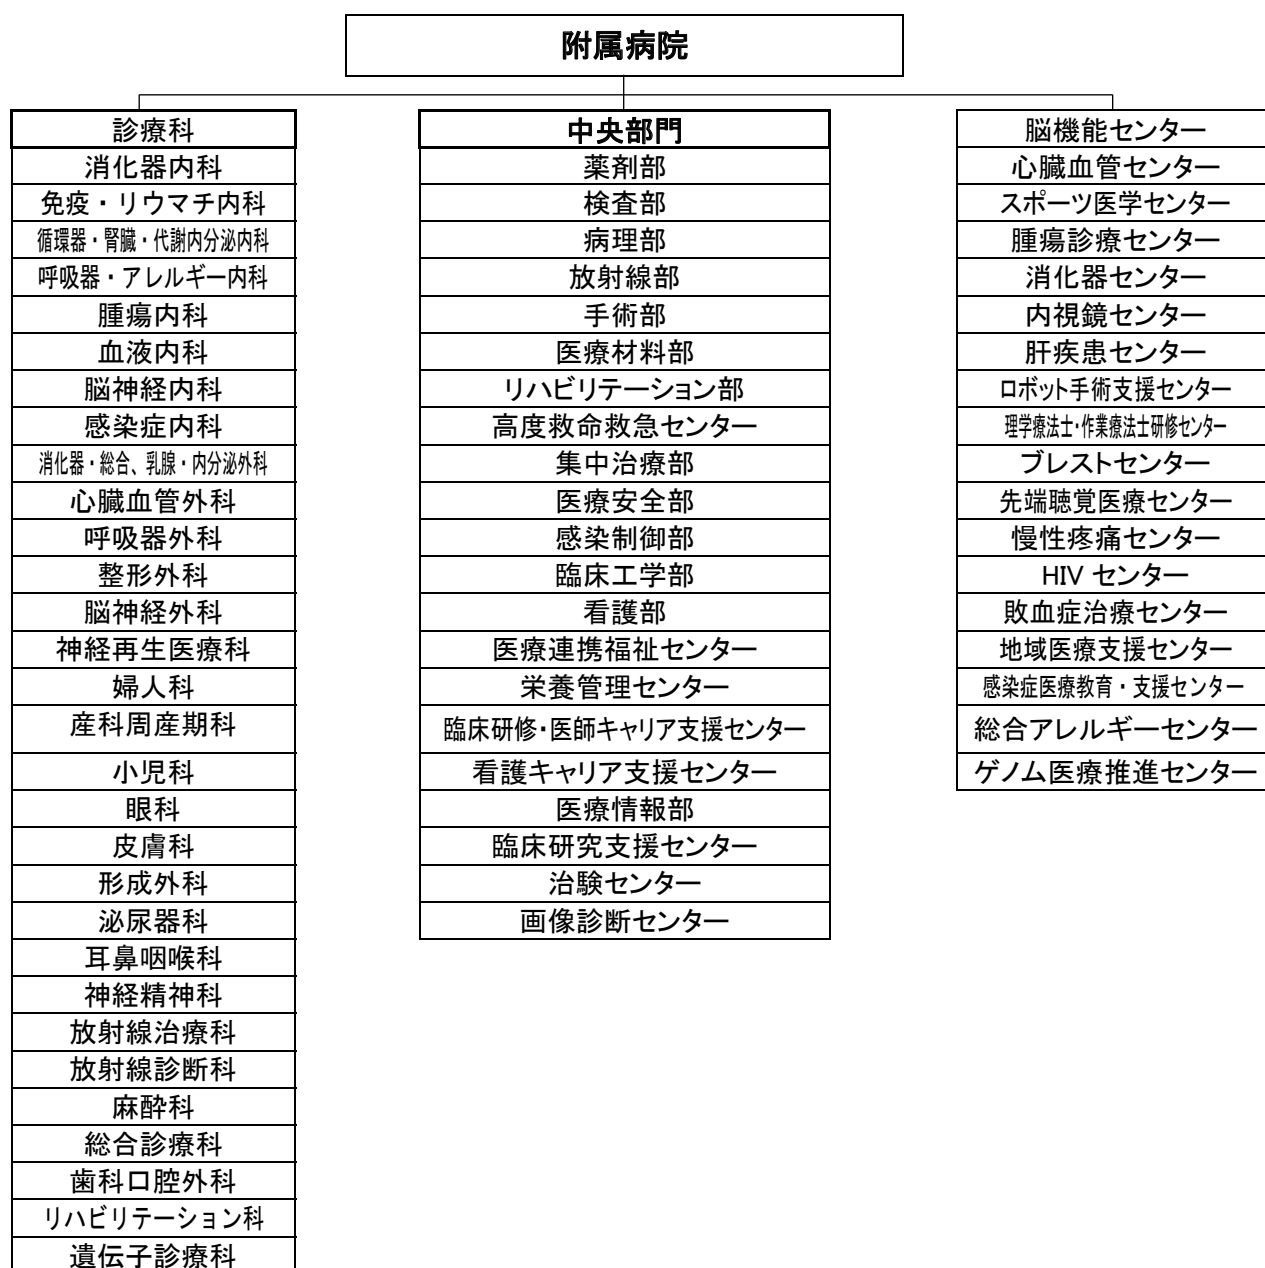 附属病院
診療科
消化器内科
免疫・リウマチ内科
循環器・腎臓・代謝内分泌内科
呼吸器・アレルギー内科
腫瘍内科
血液内科
脳神経内科
感染症内科
消化器・総合、乳腺・内分泌外科
心臓血管外科
呼吸器外科
整形外科
脳神経外科
神経再生医療科
婦人科
産科周産期科
小児科
眼科
皮膚科
形成外科
泌尿器科
耳鼻咽喉科
神経精神科
放射線治療科
放射線診断科
麻酔科
総合診療科
歯科口腔外科
リハビリテーション科
遺伝子診療科
中央部門
薬剤部
検査部
病理部
放射線部
手術部
医療材料部
リハビリテーション部
高度救命救急センター
集中治療部
医療安全部
感染制御部
臨床工学部
看護部
医療連携福祉センター
栄養管理センター
臨床研修・医師キャリア支援センター
看護キャリア支援センター
医療情報部
臨床研究支援センター
治験センター
画像診断センター
脳機能センター
心臓血管センター
スポーツ医学センター
腫瘍診療センター
消化器センター
内視鏡センター
肝疾患センター
ロボット手術支援センター
理学療法士・作業療法士研修センター
ブレストセンター
先端聴覚医療センター
慢性疼痛センター
HIV センター
敗血症治療センター
地域医療支援センター
感染症医療教育・支援センター
総合アレルギーセンター
ゲノム医療推進センター